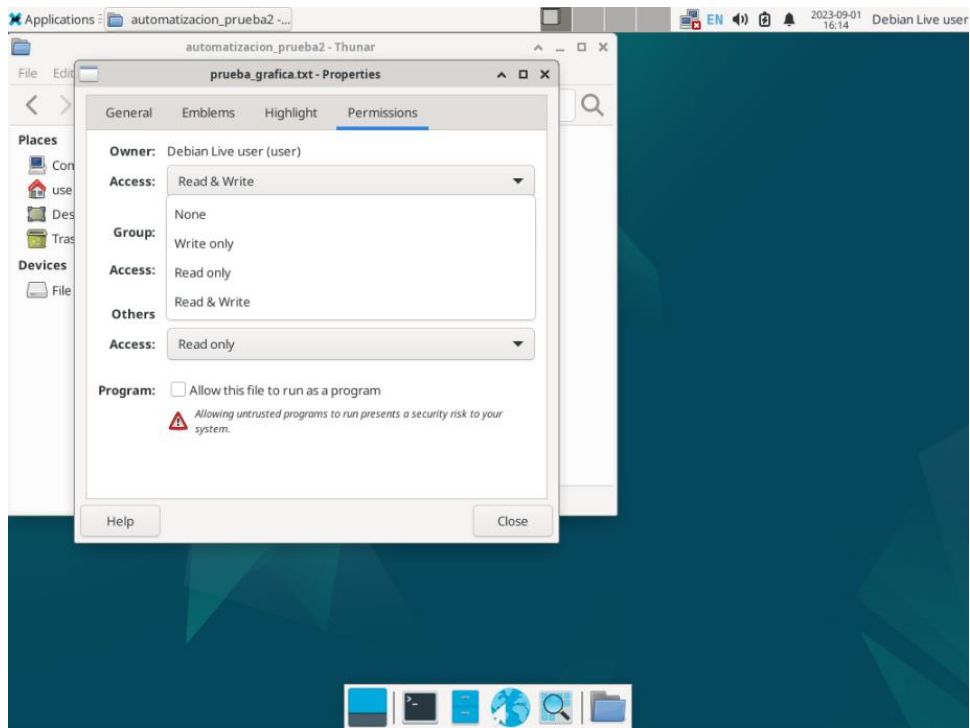 Applications
automatizacion_prueba2 -...
EN
2023-09-01
16:14
Debian Live user
automatizacion_prueba2 - Thunar
File
prueba_grafica.txt - Properties
General Emblems Highlight Permissions
Places
Devices
File
Owner: Debian Live user (user)
Access: Read & Write
None
Group:
Write only
Access:
Read only
Read & Write
Others
Access: Read only
Program: Allow this file to run as a program
Allowing untrusted programs to run presents a security risk to your
system.
Help Close